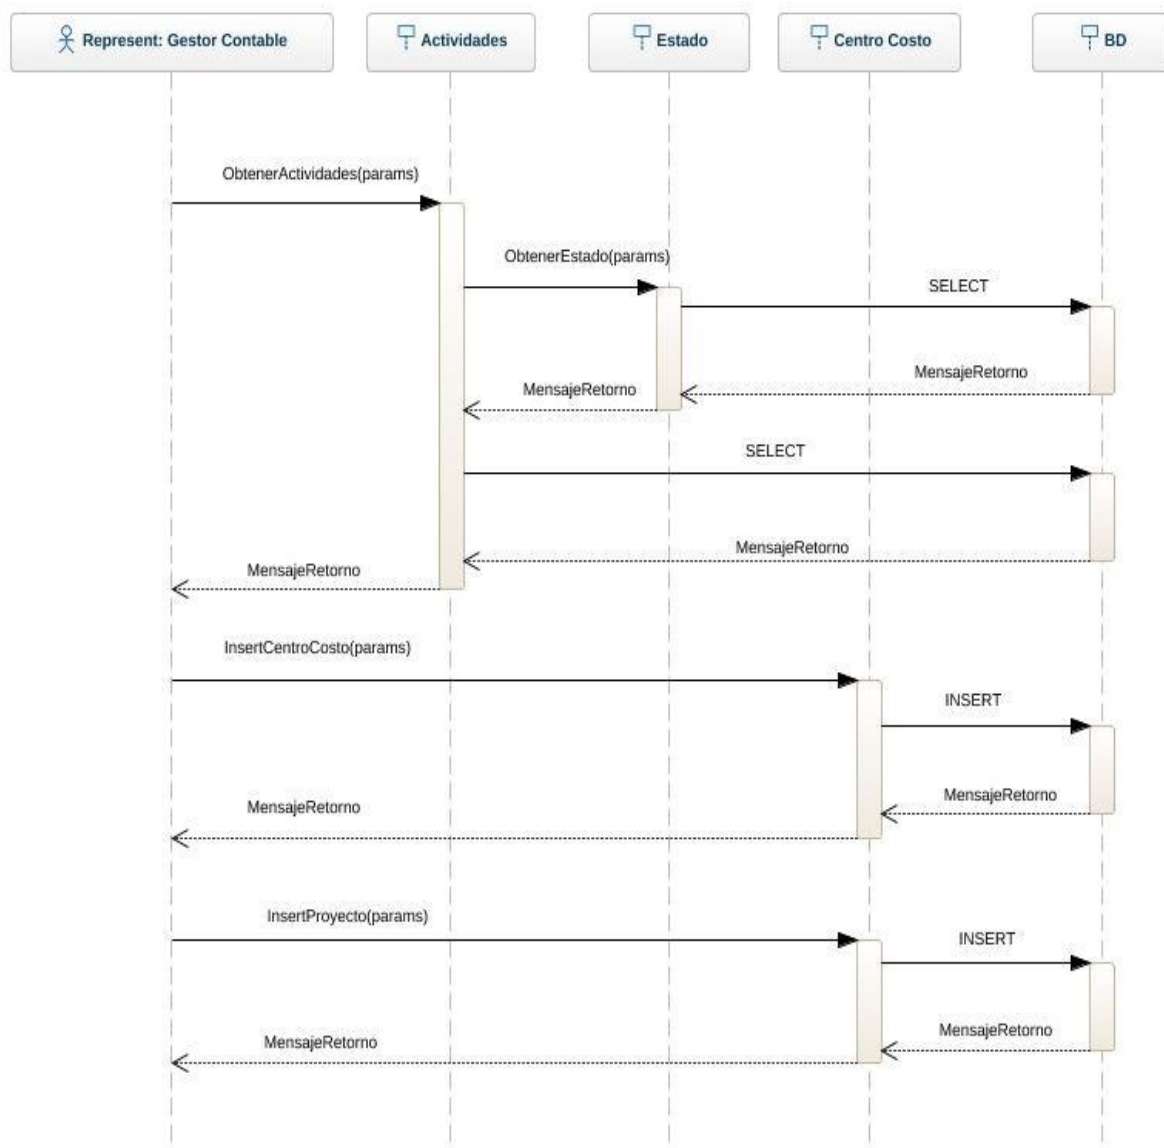 Represent: Gestor Contable
Actividades
Estado
Centro Costo
BD
ObtenerActividades(params)
ObtenerEstado(params)
SELECT
MensajeRetorno
MensajeRetorno
SELECT
MensajeRetorno
MensajeRetorno
InsertCentroCosto(params)
INSERT
MensajeRetorno
MensajeRetorno
InsertProyecto(params)
INSERT
MensajeRetorno
MensajeRetorno